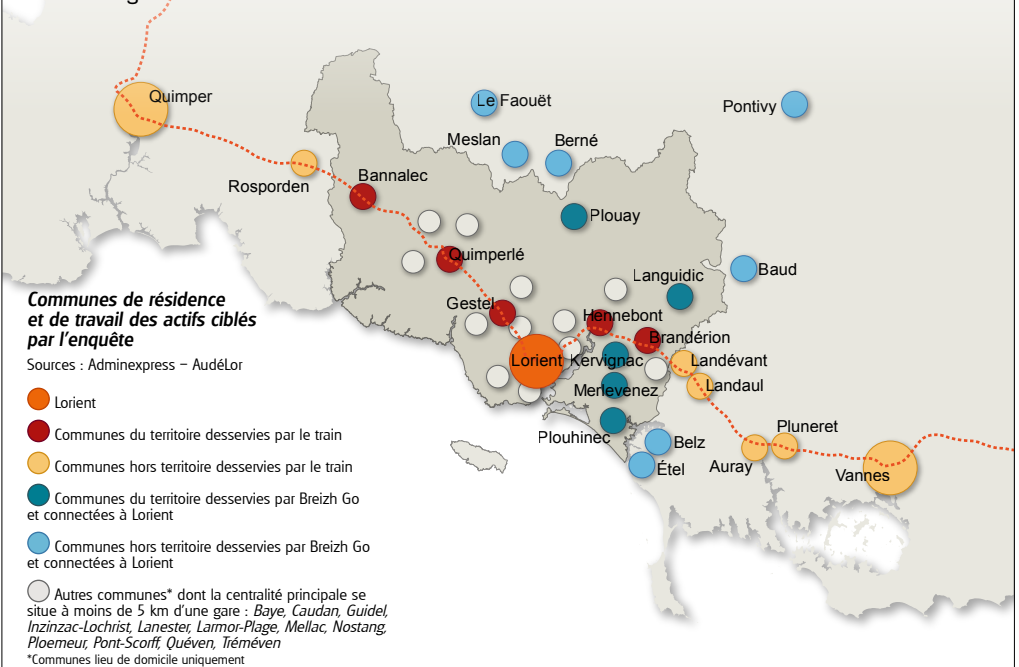 Quimper
Le Faouët
Pontivy
Meslan
Berné
Rosporden
Bannalec
Plouay
Quimperlé
Baud
Languidic
Gestel
Hennebont
Brandérion
Lorient
Kervignac
Landévant
Landaul
Merlevenez
Plouhinec
Belz
Étel
Pluneret
Auray
Vannes
Communes de résidence
et de travail des actifs ciblés
par l'enquête
Sources : Adminexpress – AudéLor
Lorient
Communes du territoire desservies par le train
Communes hors territoire desservies par le train
Communes du territoire desservies par Breizh Go
et connectées à Lorient
Communes hors territoire desservies par Breizh Go
et connectées à Lorient
Autres communes* dont la centralité principale se
situe à moins de 5 km d'une gare : Baye, Caudan, Guidel,
Inzinzac-Lochrist, Lanester, Larmor-Plage, Mellac, Nostang,
Ploemeur, Pont-Scorff, Quéven, Tréméven
*Communes lieu de domicile uniquement